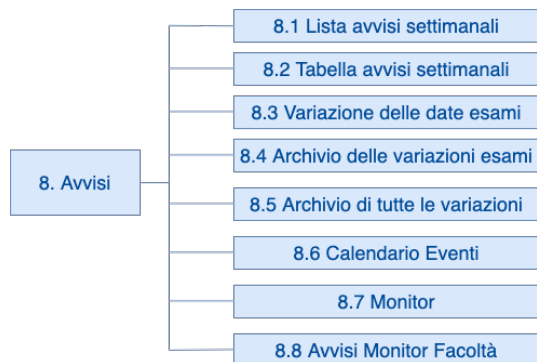 8.1 Lista avvisi settimanali
8.2 Tabella avvisi settimanali
8.3 Variazione delle date esami
8. Avvisi
8.4 Archivio delle variazioni esami
8.5 Archivio di tutte le variazioni
8.6 Calendario Eventi
8.7 Monitor
8.8 Avvisi Monitor Facoltà